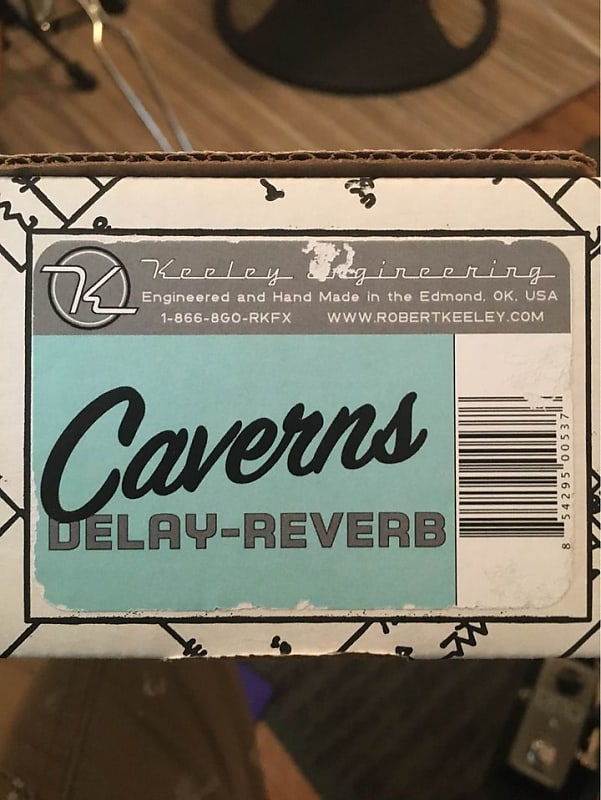 K
Keeley Engineering
Engineered and Hand Made in the Edmond, OK, USA
1-866-8GO-RKFX WWW.ROBERTKEELEY.COM
Caverns
DELAY-REVERB
8 54295 00537